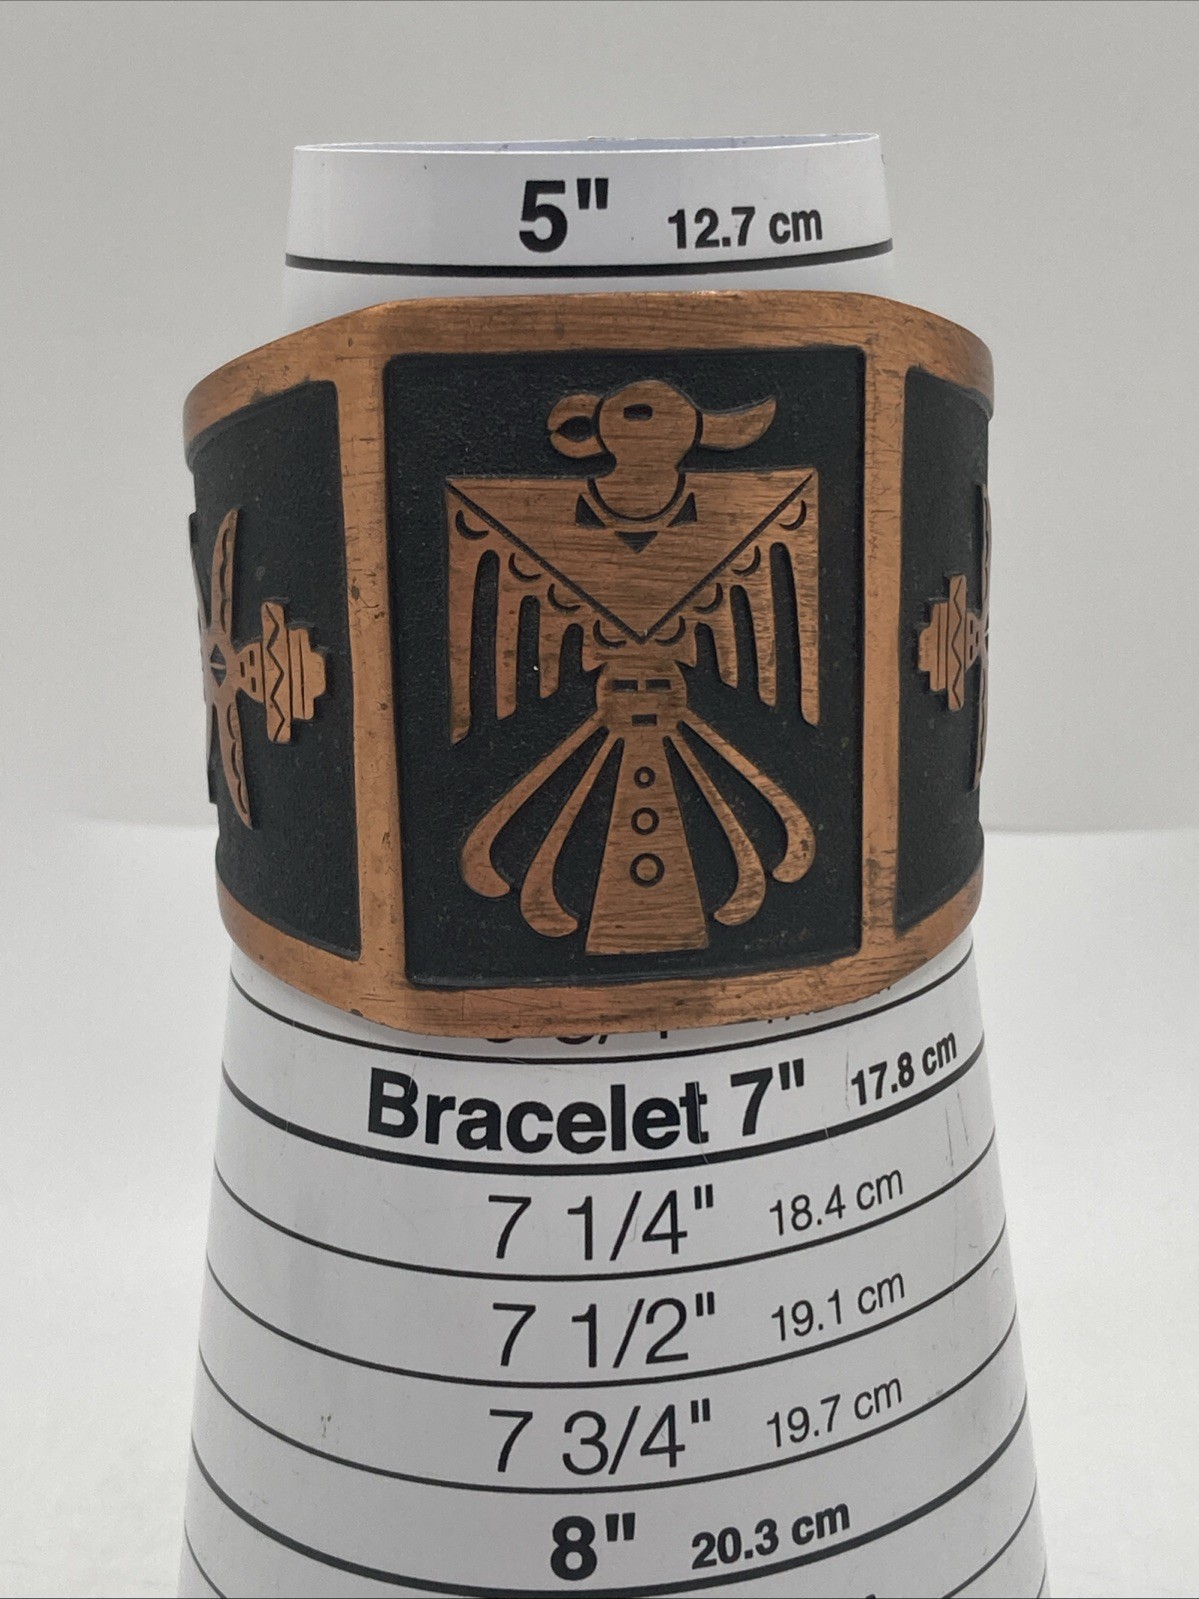 5" 12.7 cm
Bracelet 7" 17.8 cm
7 1/4" 18.4 cm
7 1/2" 19.1 cm
7 3/4" 19.7 cm
8" 20.3 cm